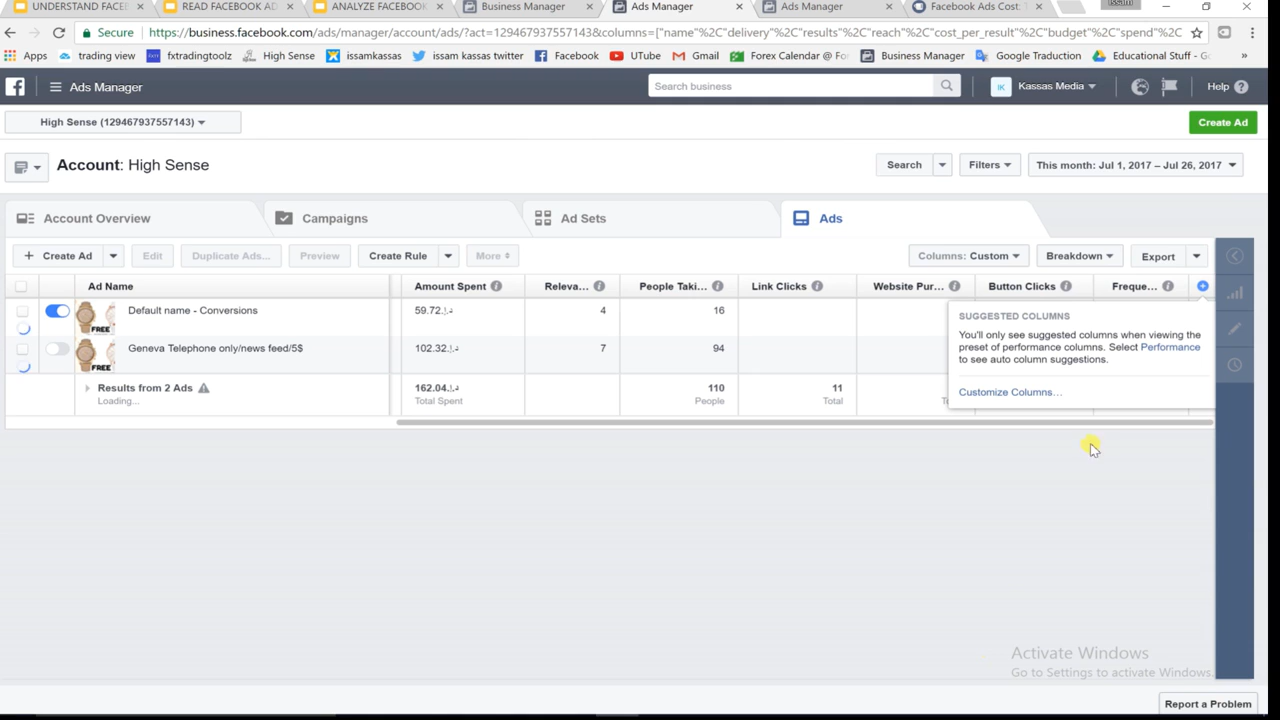 UNDERSTAND FACEB
READ FACEBOOK AD
ANALYZE FACEBOOK
Business Manager
Ads Manager
Ads Manager
Facebook Ads Cost: T
Issam
Secure
https://business.facebook.com/ads/manager/account/ads/?act=129467937557143&columns=["name"%2C"delivery"%2C"results"%2C"reach"%2C"cost_per_result"%2C"budget"%2C"spend"%2C
Apps
trading view
fxtradingtoolz
High Sense
issamkassas
issam kassas twitter
Facebook
UTube
Gmail
Forex Calendar @ Fo
Business Manager
Google Traduction
Educational Stuff - Go
Ads Manager
Search business
IK
Kassas Media
Help
High Sense (129467937557143)
Create Ad
Account: High Sense
Search
Filters
This month: Jul 1, 2017 – Jul 26, 2017
Account Overview
Campaigns
Ad Sets
Ads
+ Create Ad
Edit
Duplicate Ads...
Preview
Create Rule
More
Columns: Custom
Breakdown
Export
Ad Name
Amount Spent
Releva...
People Taki...
Link Clicks
Website Pur...
Button Clicks
Freque...
FREE
Default name - Conversions
59.72د.إ.
4
16
FREE
Geneva Telephone only/news feed/5$
102.32د.إ.
7
94
Results from 2 Ads
Loading...
162.04د.إ.
Total Spent
110
People
11
Total
SUGGESTED COLUMNS
You'll only see suggested columns when viewing the
preset of performance columns. Select Performance
to see auto column suggestions.
Customize Columns...
Activate Windows
Go to Settings to activate Windows.
Report a Problem